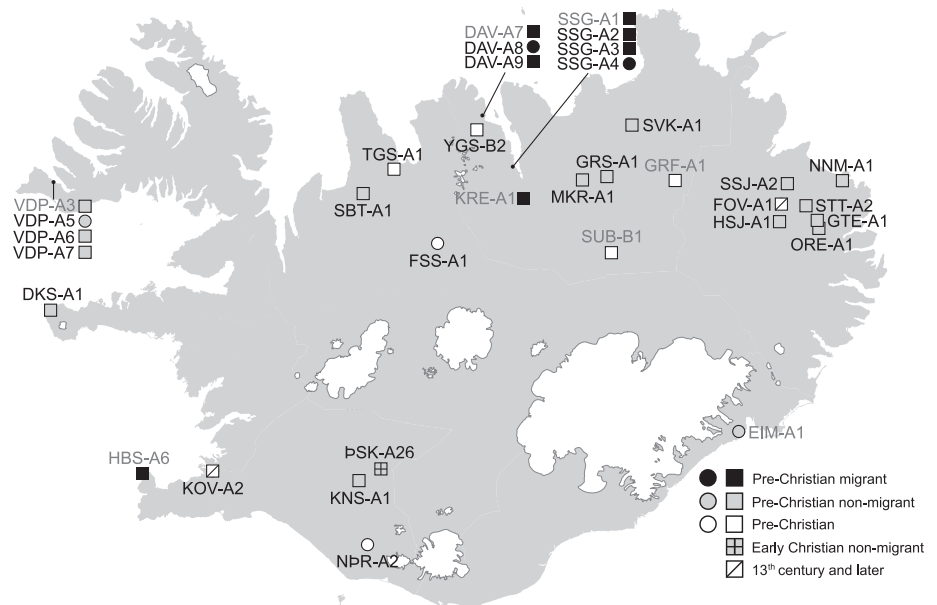 DAV-A7
DAV-A8
DAV-A9
SSG-A1
SSG-A2
SSG-A3
SSG-A4
SVK-A1
YGS-B2
TGS-A1
GRS-A1
GRF-A1
NNM-A1
SBT-A1
KRE-A1
MKR-A1
SSJ-A2
FOV-A1
STT-A2
HSJ-A1
GTE-A1
ORE-A1
VDP-A3
VDP-A5
VDP-A6
VDP-A7
SUB-B1
FSS-A1
DKS-A1
EIM-A1
HBS-A6
KOV-A2
ÞSK-A26
KNS-A1
NÞR-A2
Pre-Christian migrant
Pre-Christian non-migrant
Pre-Christian
Early Christian non-migrant
13th century and later